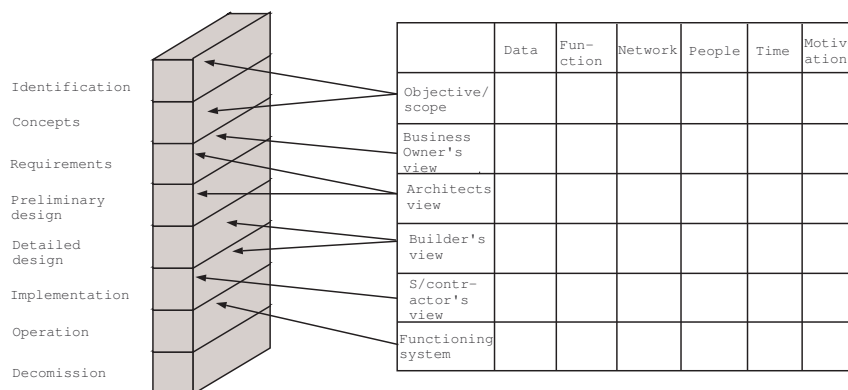 Identification
Concepts
Requirements
Preliminary
design
Detailed
design
Implementation
Operation
Decomission
Data
Fun-
ction
Network
People
Time
Motiv
ation
Objective/
scope
Business
Owner's
view
Architects
view
Builder's
view
S/contr-
actor's
view
Functioning
system